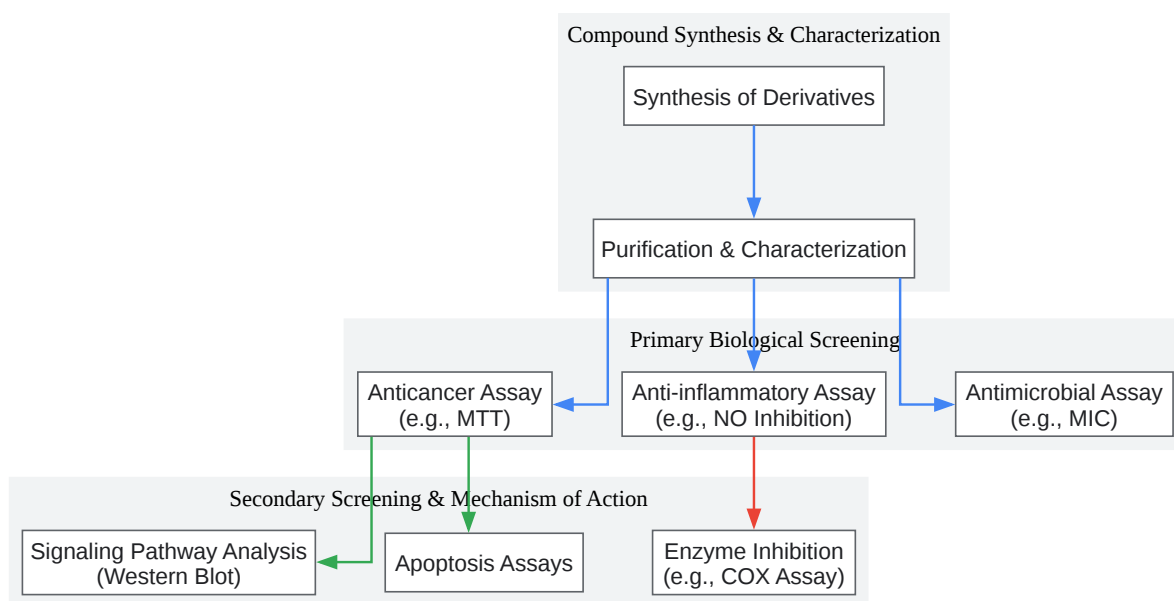 Compound Synthesis & Characterization
Synthesis of Derivatives
Purification & Characterization
Primary Biological Screening
Anticancer Assay
(e.g., MTT)
Anti-inflammatory Assay
(e.g., NO Inhibition)
Antimicrobial Assay
(e.g., MIC)
Secondary Screening & Mechanism of Action
Signaling Pathway Analysis
(Western Blot)
Apoptosis Assays
Enzyme Inhibition
(e.g., COX Assay)